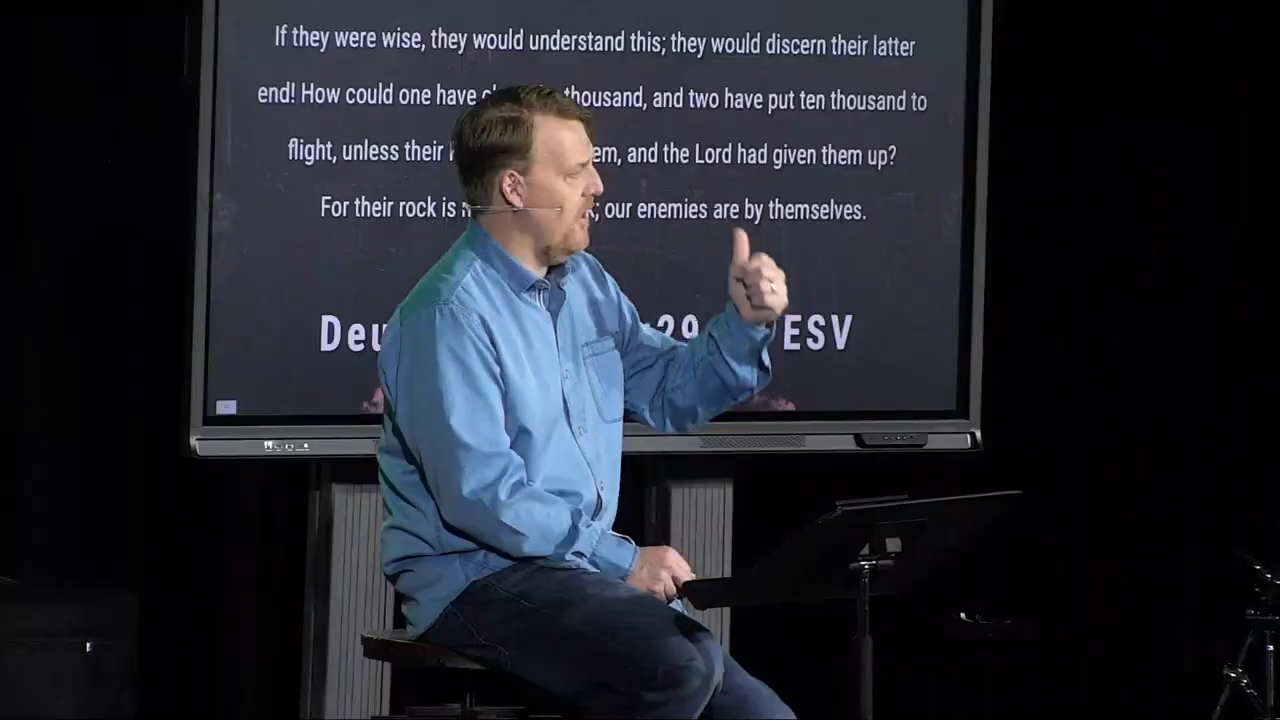 If they were wise, they would understand this; they would discern their latter
end! How could one have thousand, and two have put ten thousand to
flight, unless their and the Lord had given them up?
For their rock is ; our enemies are by themselves.
29 ESV